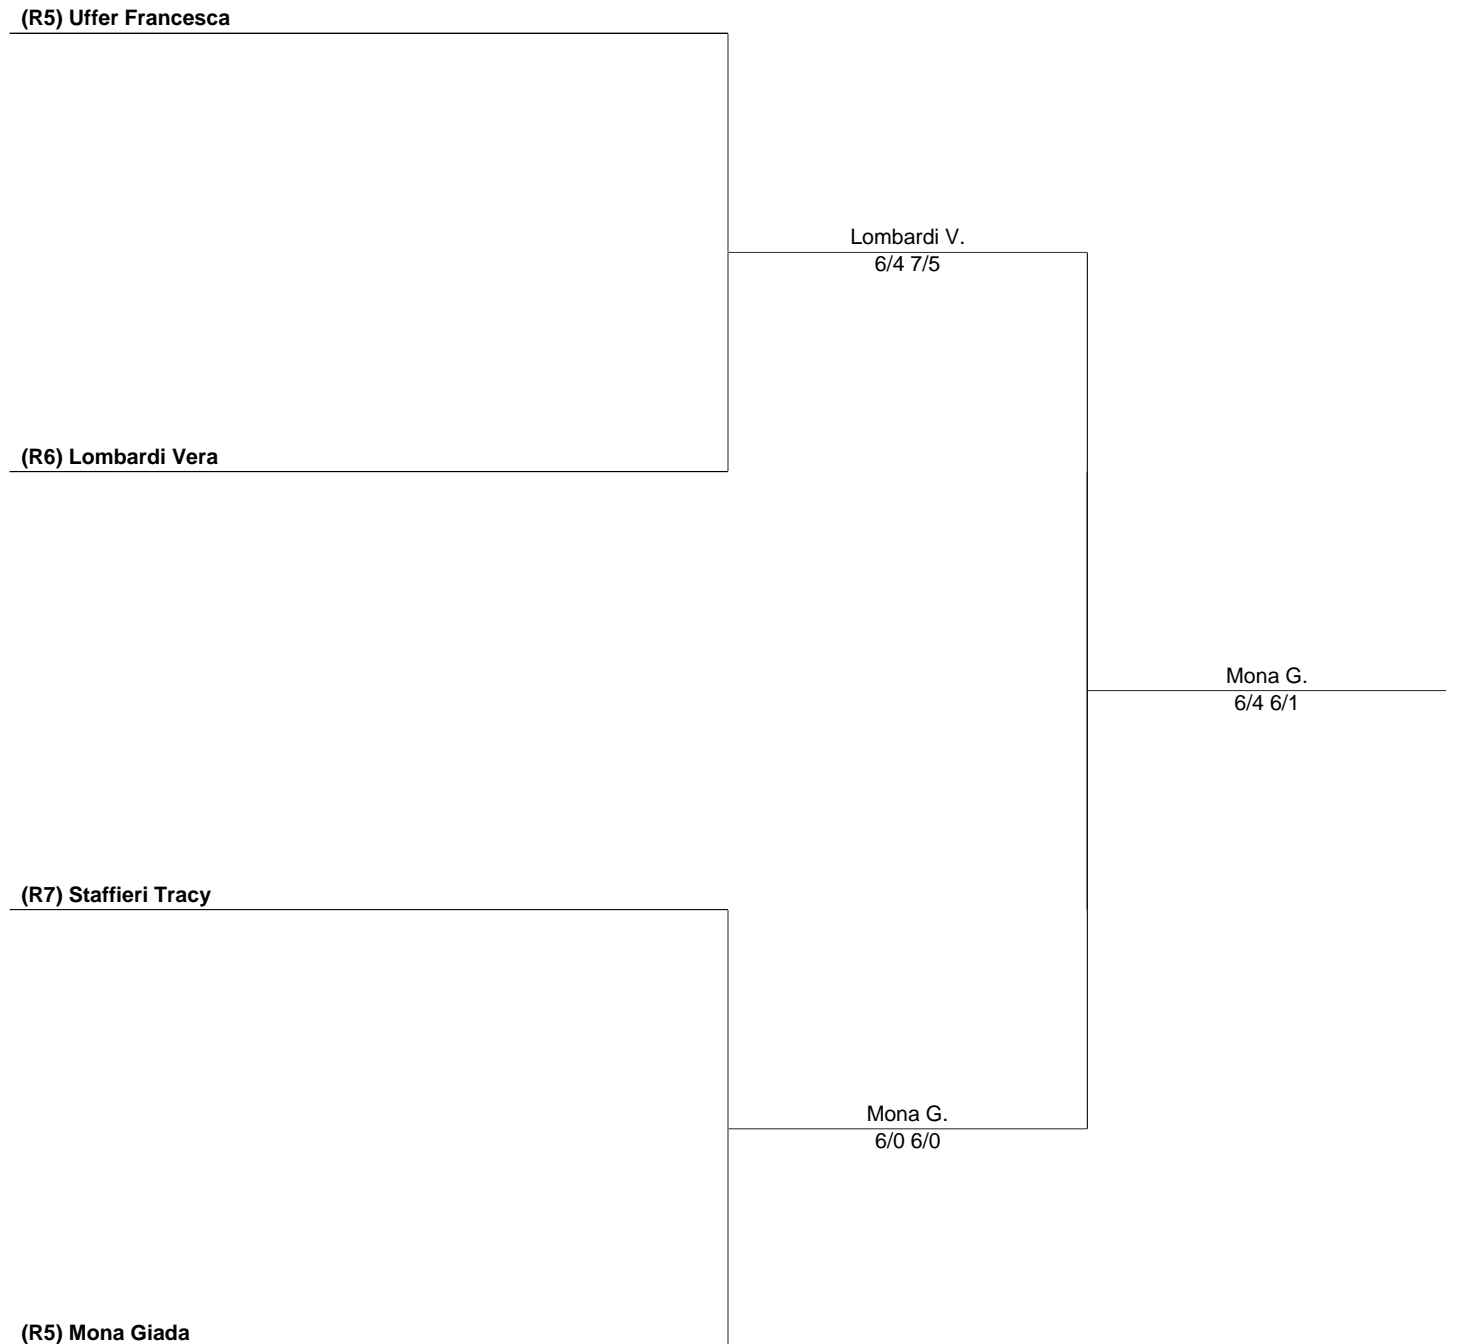 (R5) Uffer Francesca
Lombardi V.
6/4 7/5
(R6) Lombardi Vera
Mona G.
6/4 6/1
(R7) Staffieri Tracy
Mona G.
6/0 6/0
(R5) Mona Giada